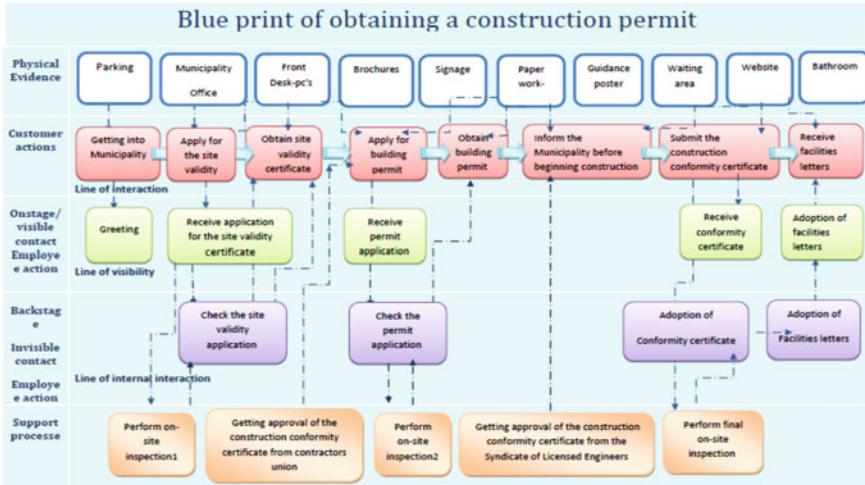 Blue print of obtaining a construction permit
Physical
Evidence
Parking
Municipality
Office
Front
Desk-pc's
Brochures
Signage
Paper
work-
Guidance
poster
Waiting
area
Website
Bathroom
Customer
actions
Getting into
Municipality
Apply for
the site
validity
Obtain site
validity
certificate
Apply for
building
permit
Obtain
building
permit
Inform the
Municipality before
beginning construction
Submit the
construction
conformity certificate
Receive
facilities
letters
Line of interaction
Onstage/
visible
contact
Employe
e action
Greeting
Receive application
for the site validity
certificate
Receive
permit
application
Receive
conformity
certificate
Adoption of
facilities
letters
Line of visibility
Backstag
e
Invisible
contact
Employe
e action
Check the site
validity
application
Check the
permit
application
Adoption of
Conformity certificate
Adoption of
Facilities letters
Line of internal interaction
Support
processe
Perform on-
site
inspection1
Getting approval of the
construction conformity
certificate from contractors
union
Perform
on-site
inspection2
Getting approval of the construction
conformity certificate from the
Syndicate of Licensed Engineers
Perform final
on-site
inspection